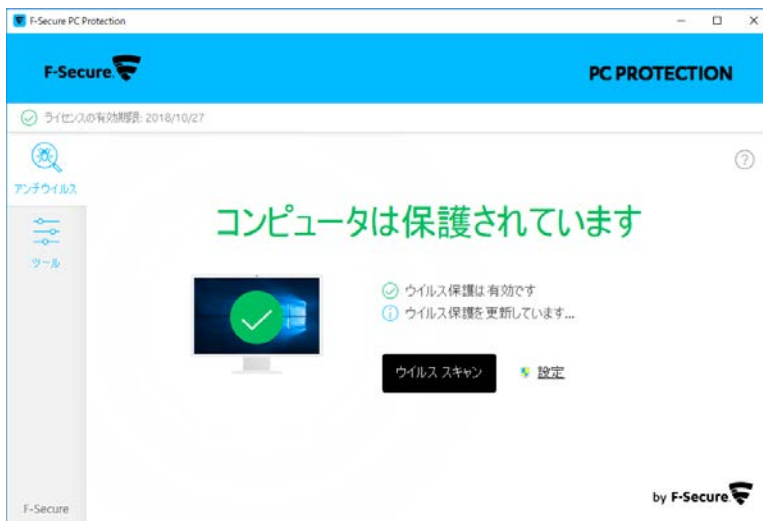 F-Secure PC Protection
F-Secure
PC PROTECTION
ライセンスの有効期限: 2018/10/27
アンチウイルス
ツール
コンピュータは保護されています
ウイルス保護は有効です
ウイルス保護を更新しています...
ウイルス スキャン
設定
F-Secure
by F-Secure